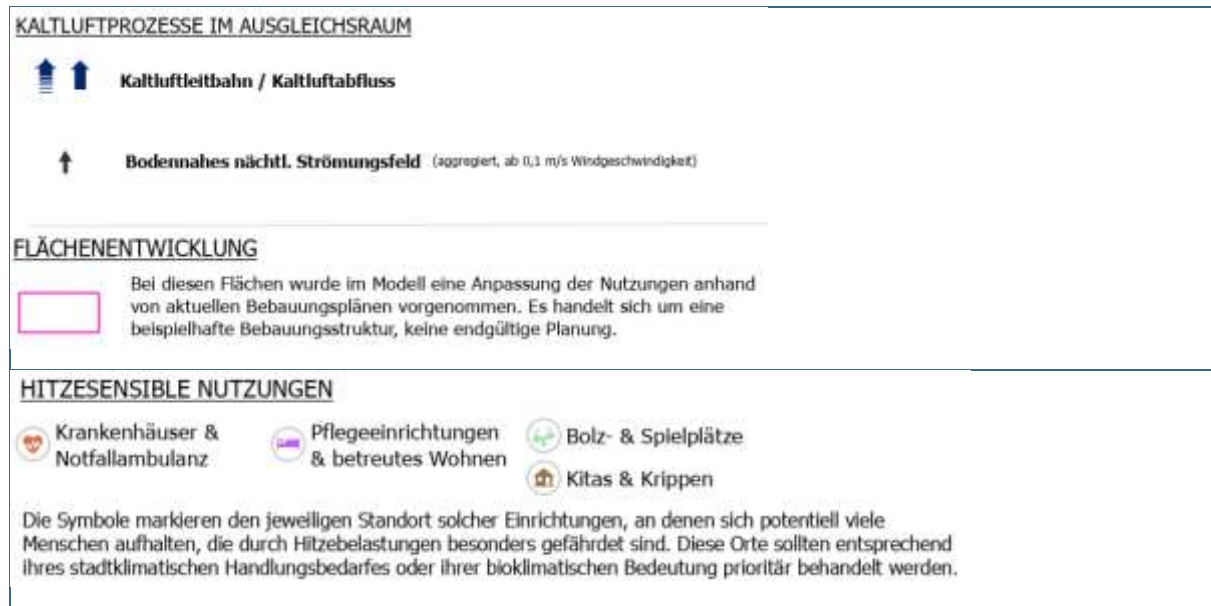 KALTLUFTPROZESSE IM AUSGLEICHSRAUM
Kaltluftleitbahn / Kaltluftabfluss
Bodennahes nächtl. Strömungsfeld (aggregiert, ab 0,1 m/s Windgeschwindigkeit)
FLÄCHENENTWICKLUNG
Bei diesen Flächen wurde im Modell eine Anpassung der Nutzungen anhand
von aktuellen Bebauungsplänen vorgenommen. Es handelt sich um eine
beispielhafte Bebauungsstruktur, keine endgültige Planung.
HITZESENSIBLE NUTZUNGEN
Krankenhäuser &
Notfallambulanz
Pflegeeinrichtungen
& betreutes Wohnen
Bolz- & Spielplätze
Kitas & Krippen
Die Symbole markieren den jeweiligen Standort solcher Einrichtungen, an denen sich potentiell viele
Menschen aufhalten, die durch Hitzebelastungen besonders gefährdet sind. Diese Orte sollten entsprechend
ihres stadtklimatischen Handlungsbedarfes oder ihrer bioklimatischen Bedeutung prioritär behandelt werden.